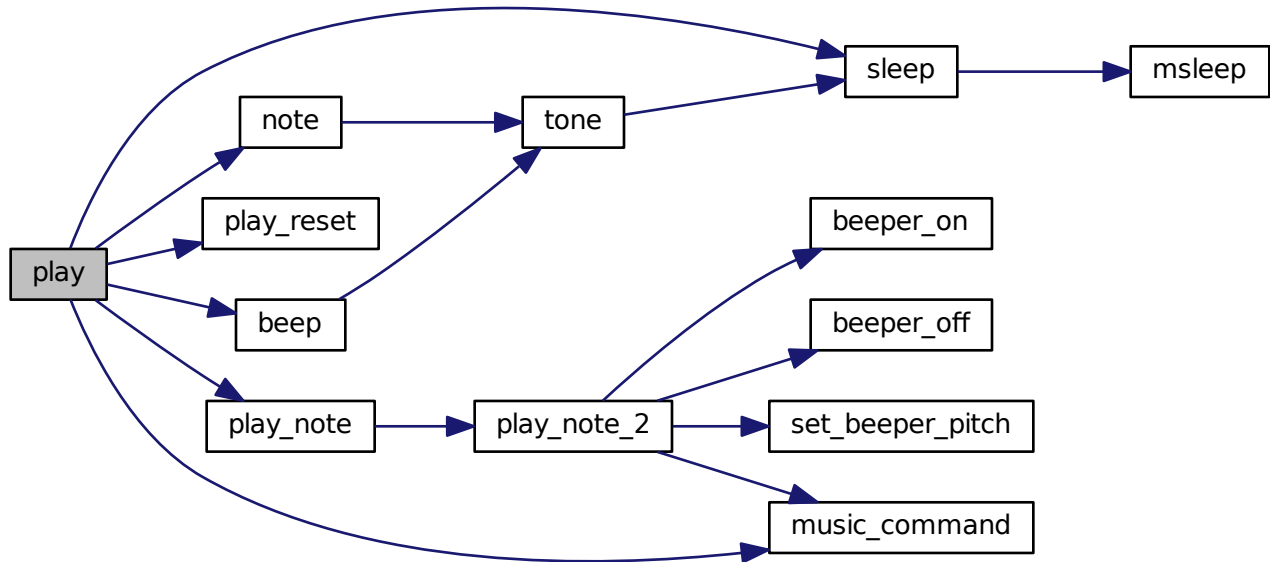 play
note
play_reset
beep
play_note
tone
play_note_2
sleep
msleep
beeper_on
beeper_off
set_beeper_pitch
music_command